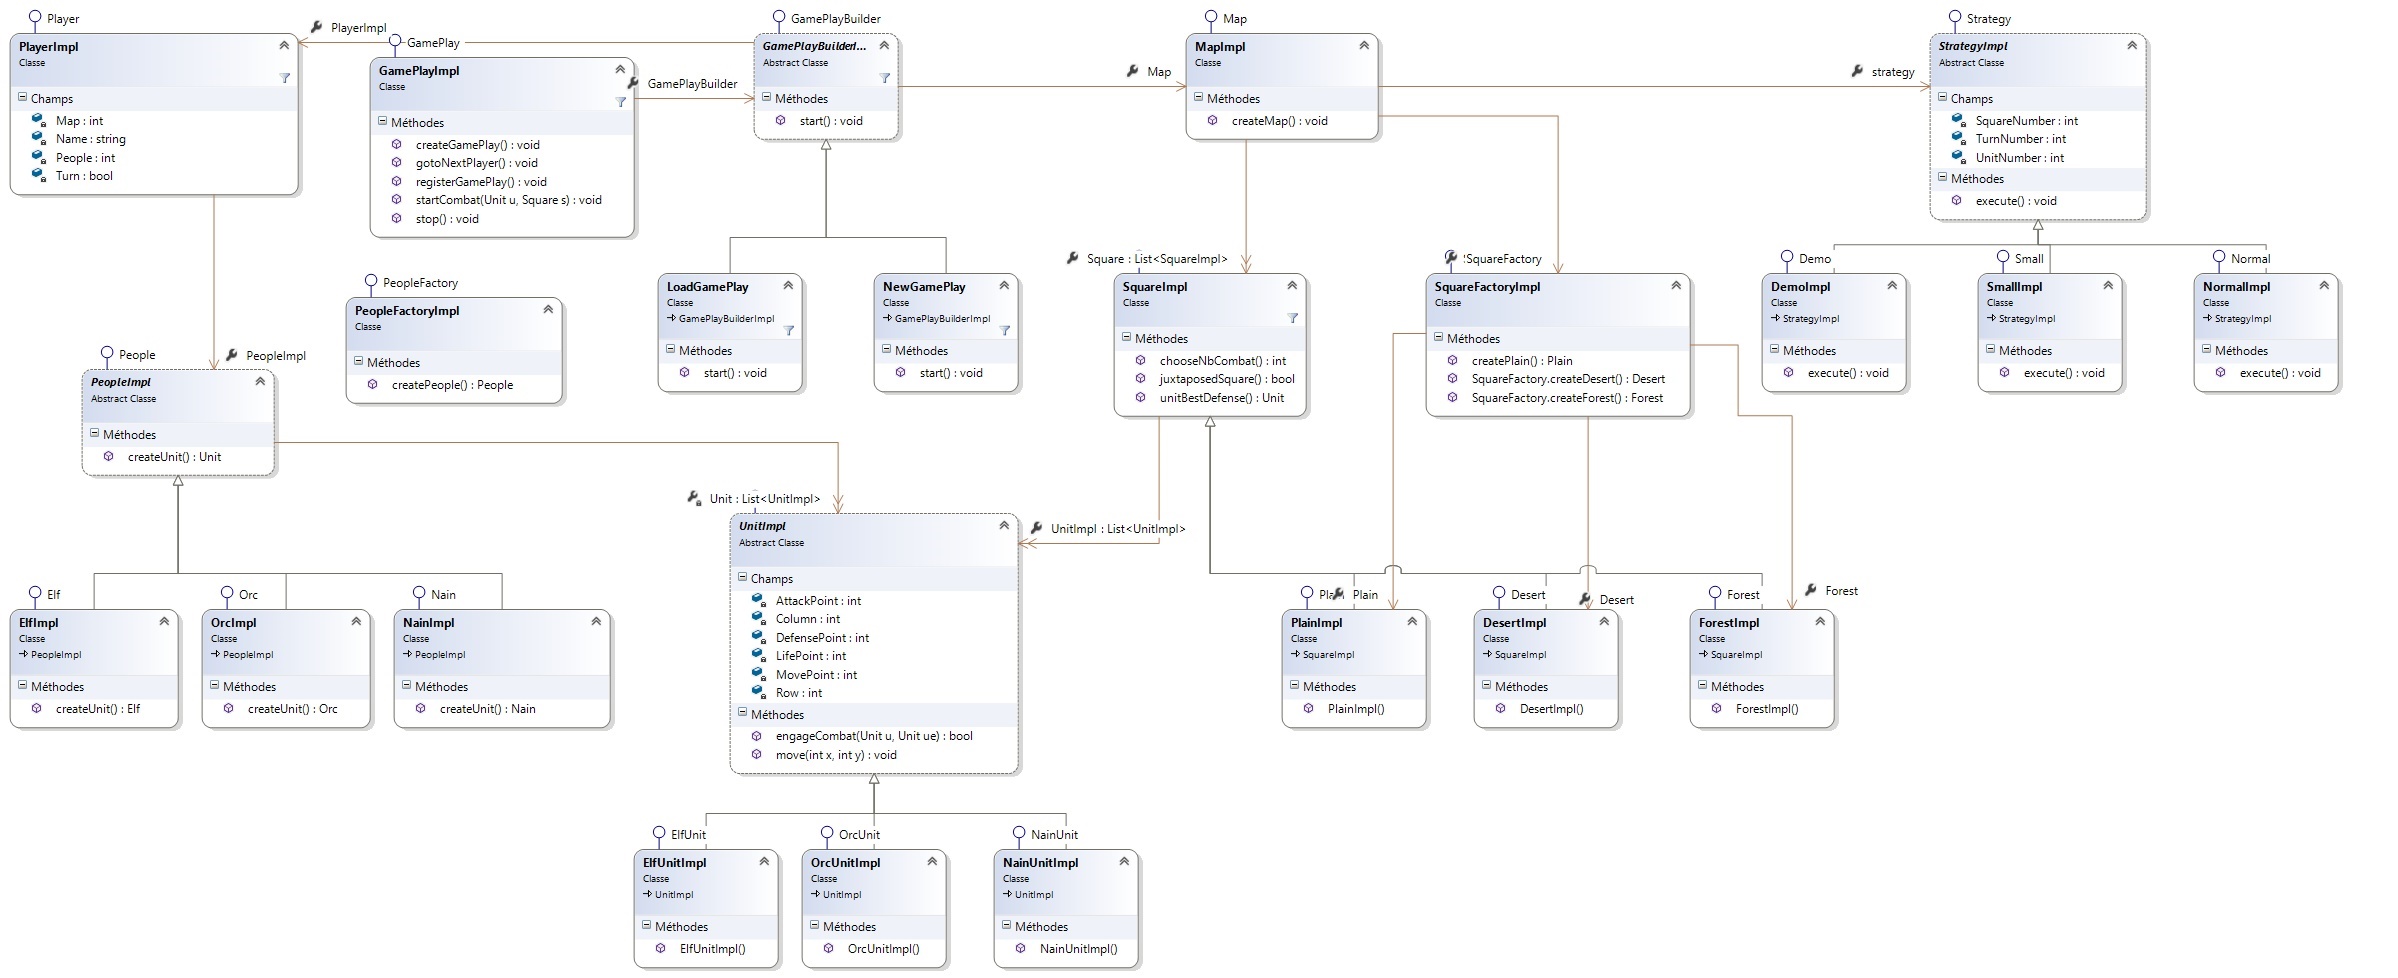 Player
PlayerImpl
Classe
Champs
Map : int
Name : string
People : int
Turn : bool
PlayerImpl
GamePlay
GamePlayImpl
Classe
Méthodes
createGamePlay() : void
gotoNextPlayer() : void
registerGamePlay() : void
startCombat(Unit u, Square s) : void
stop() : void
GamePlayBuilder
GamePlayBuilder
GamePlayBuilderI...
Abstract Classe
Méthodes
start() : void
Map
Map
MapImpl
Classe
Méthodes
createMap() : void
strategy
Strategy
StrategyImpl
Abstract Classe
Champs
SquareNumber : int
TurnNumber : int
UnitNumber : int
Méthodes
execute() : void
PeopleFactory
PeopleFactoryImpl
Classe
Méthodes
createPeople() : People
LoadGamePlay
Classe
GamePlayBuilderImpl
Méthodes
start() : void
NewGamePlay
Classe
GamePlayBuilderImpl
Méthodes
start() : void
Square : List<SquareImpl>
SquareImpl
Classe
Méthodes
chooseNbCombat() : int
juxtaposedSquare() : bool
unitBestDefense() : Unit
SquareFactory
SquareFactoryImpl
Classe
Méthodes
createPlain() : Plain
SquareFactory.createDesert() : Desert
SquareFactory.createForest() : Forest
Demo
DemoImpl
Classe
StrategyImpl
Méthodes
execute() : void
Small
SmallImpl
Classe
StrategyImpl
Méthodes
execute() : void
Normal
NormalImpl
Classe
StrategyImpl
Méthodes
execute() : void
People
PeopleImpl
PeopleImpl
Abstract Classe
Méthodes
createUnit() : Unit
Unit : List<UnitImpl>
UnitImpl : List<UnitImpl>
UnitImpl
Abstract Classe
Champs
AttackPoint : int
Column : int
DefensePoint : int
LifePoint : int
MovePoint : int
Row : int
Méthodes
engageCombat(Unit u, Unit ue) : bool
move(int x, int y) : void
Elf
ElfImpl
Classe
PeopleImpl
Méthodes
createUnit() : Elf
Orc
OrcImpl
Classe
PeopleImpl
Méthodes
createUnit() : Orc
Nain
NainImpl
Classe
PeopleImpl
Méthodes
createUnit() : Nain
Plain
PlainImpl
Classe
SquareImpl
Méthodes
PlainImpl()
Desert
Desert
DesertImpl
Classe
SquareImpl
Méthodes
DesertImpl()
Forest
Forest
ForestImpl
Classe
SquareImpl
Méthodes
ForestImpl()
ElfUnit
ElfUnitImpl
Classe
UnitImpl
Méthodes
ElfUnitImpl()
OrcUnit
OrcUnitImpl
Classe
UnitImpl
Méthodes
OrcUnitImpl()
NainUnit
NainUnitImpl
Classe
UnitImpl
Méthodes
NainUnitImpl()